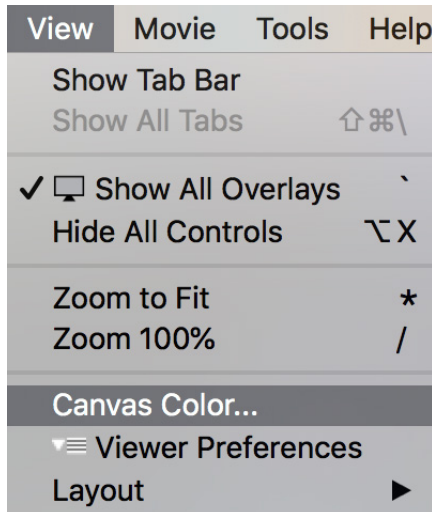 View Movie Tools Help
Show Tab Bar
Show All Tabs ⇧⌘\
✓ Show All Overlays `
Hide All Controls ⌥X
Zoom to Fit *
Zoom 100% /
Canvas Color...
Viewer Preferences
Layout ▶